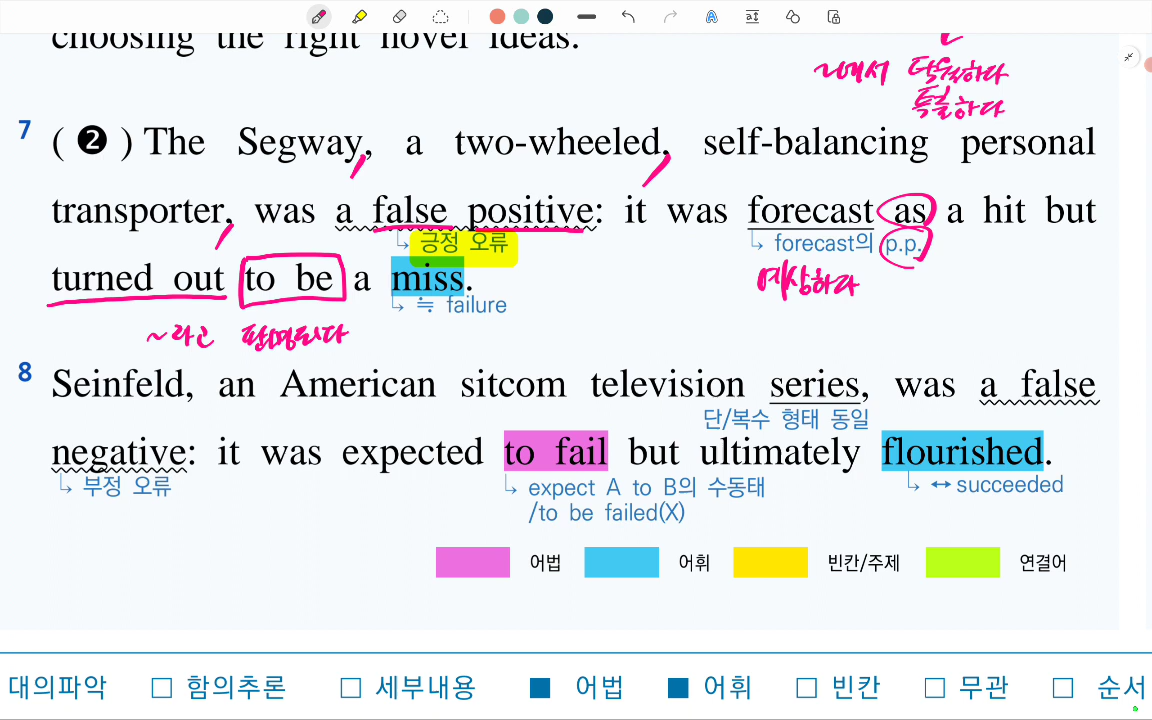 choosing the right novel ideas.
~에서 탁월하다
특출하다
7 ( ❷ ) The Segway, a two-wheeled, self-balancing personal
transporter, was a false positive: it was forecast as a hit but
↳ 긍정 오류 ↳ forecast의 p.p.
turned out to be a miss.
예상하다
↳ ≒ failure
~라고 판명되다
8 Seinfeld, an American sitcom television series, was a false
단/복수 형태 동일
negative: it was expected to fail but ultimately flourished.
↳ 부정 오류 ↳ expect A to B의 수동태 ↳ ↔ succeeded
/to be failed(X)
어법 어휘 빈칸/주제 연결어
대의파악 □ 함의추론 □ 세부내용 ■ 어법 ■ 어휘 □ 빈칸 □ 무관 □ 순서